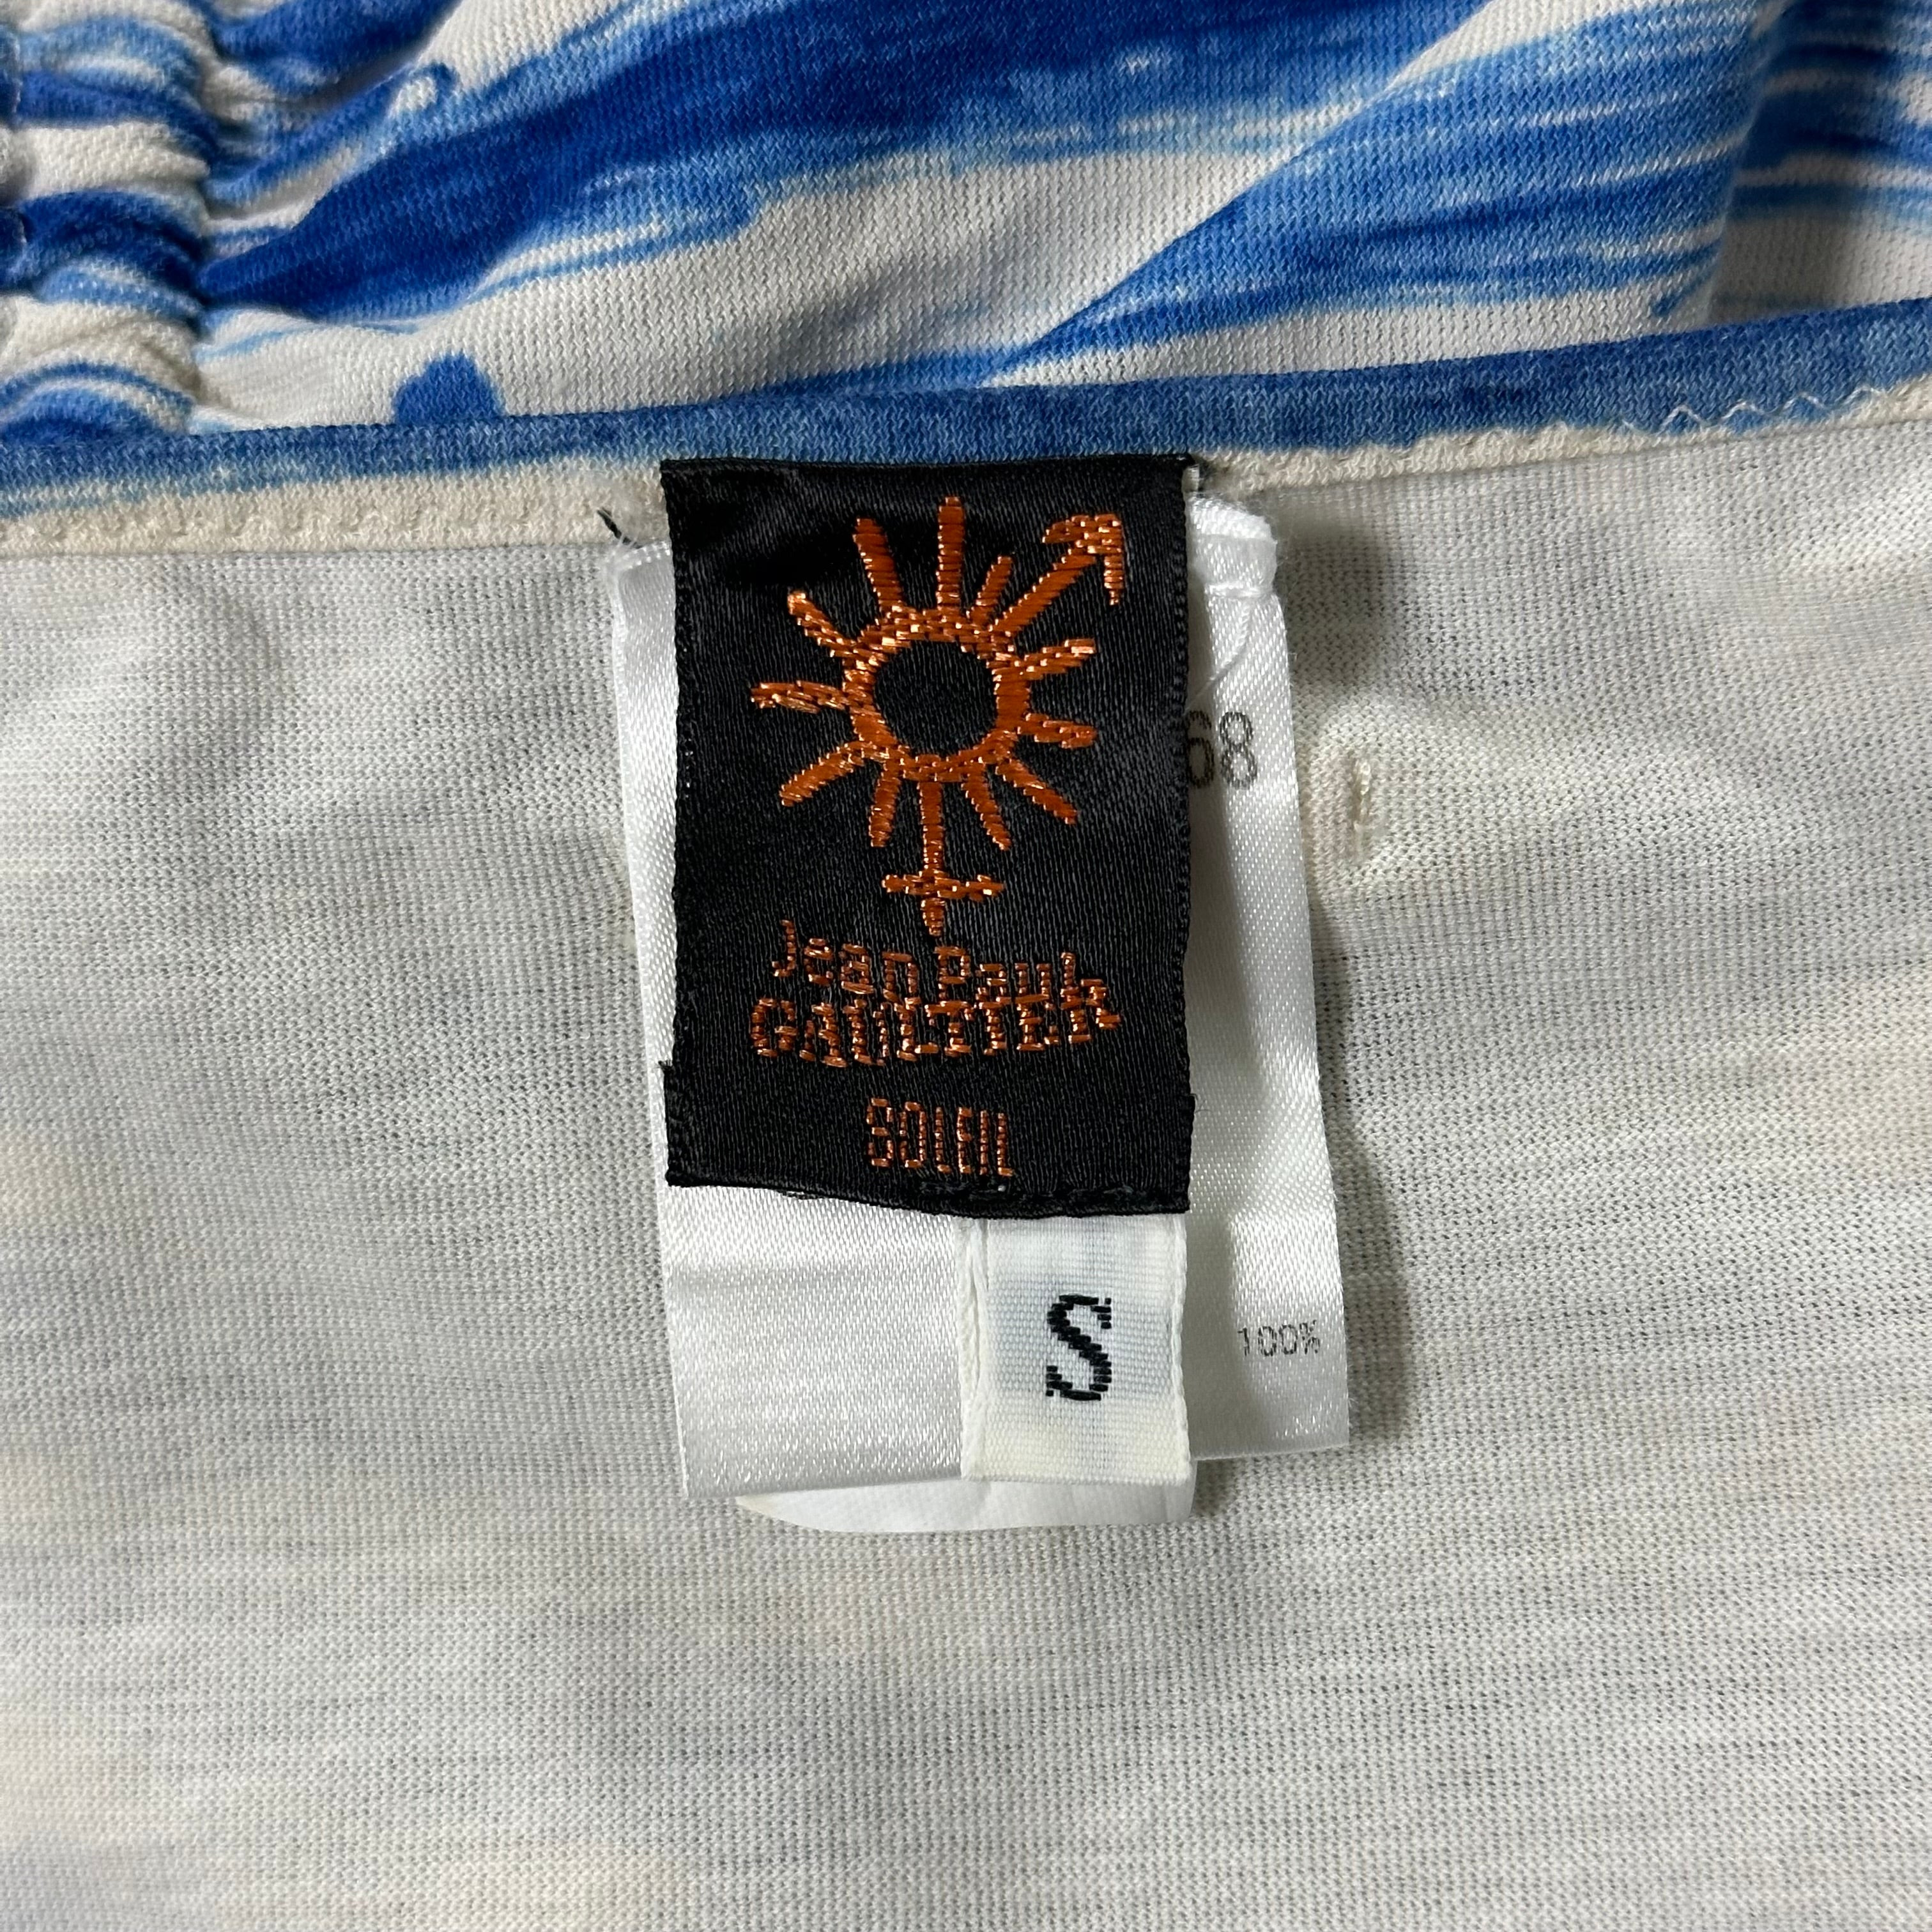 68
Jean Paul
GAULTIER
SOLEIL
S
100%